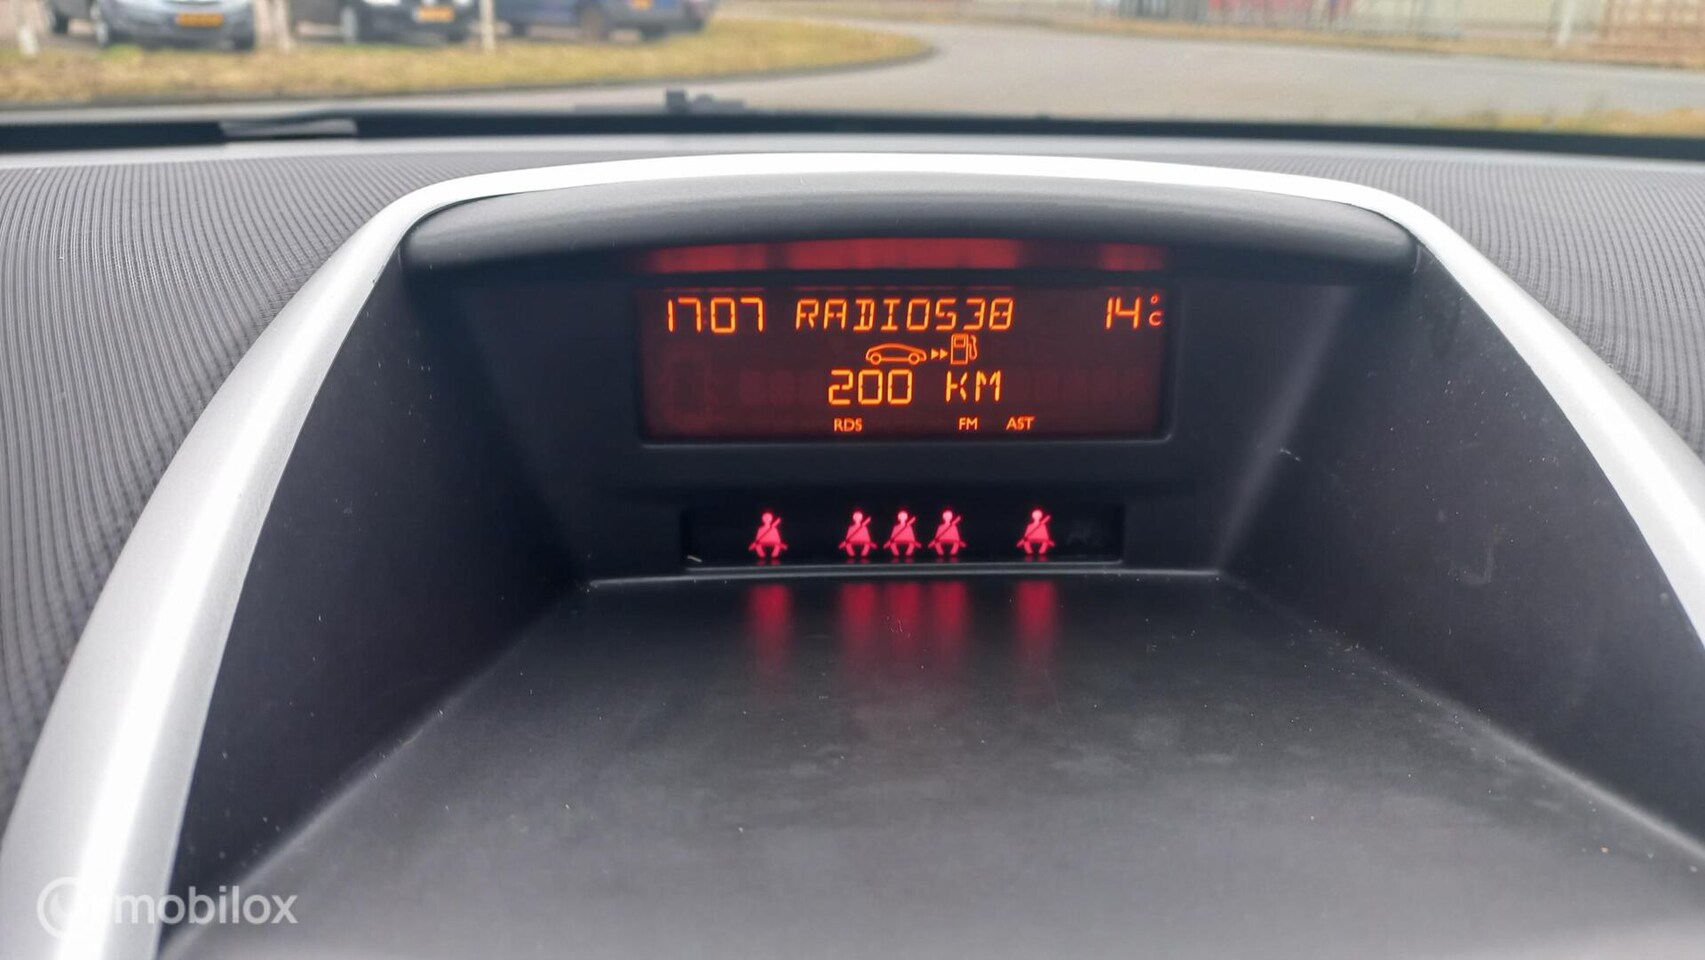 17:07 RADIO538 14°C
200 KM
RDS FM AST
mobilox